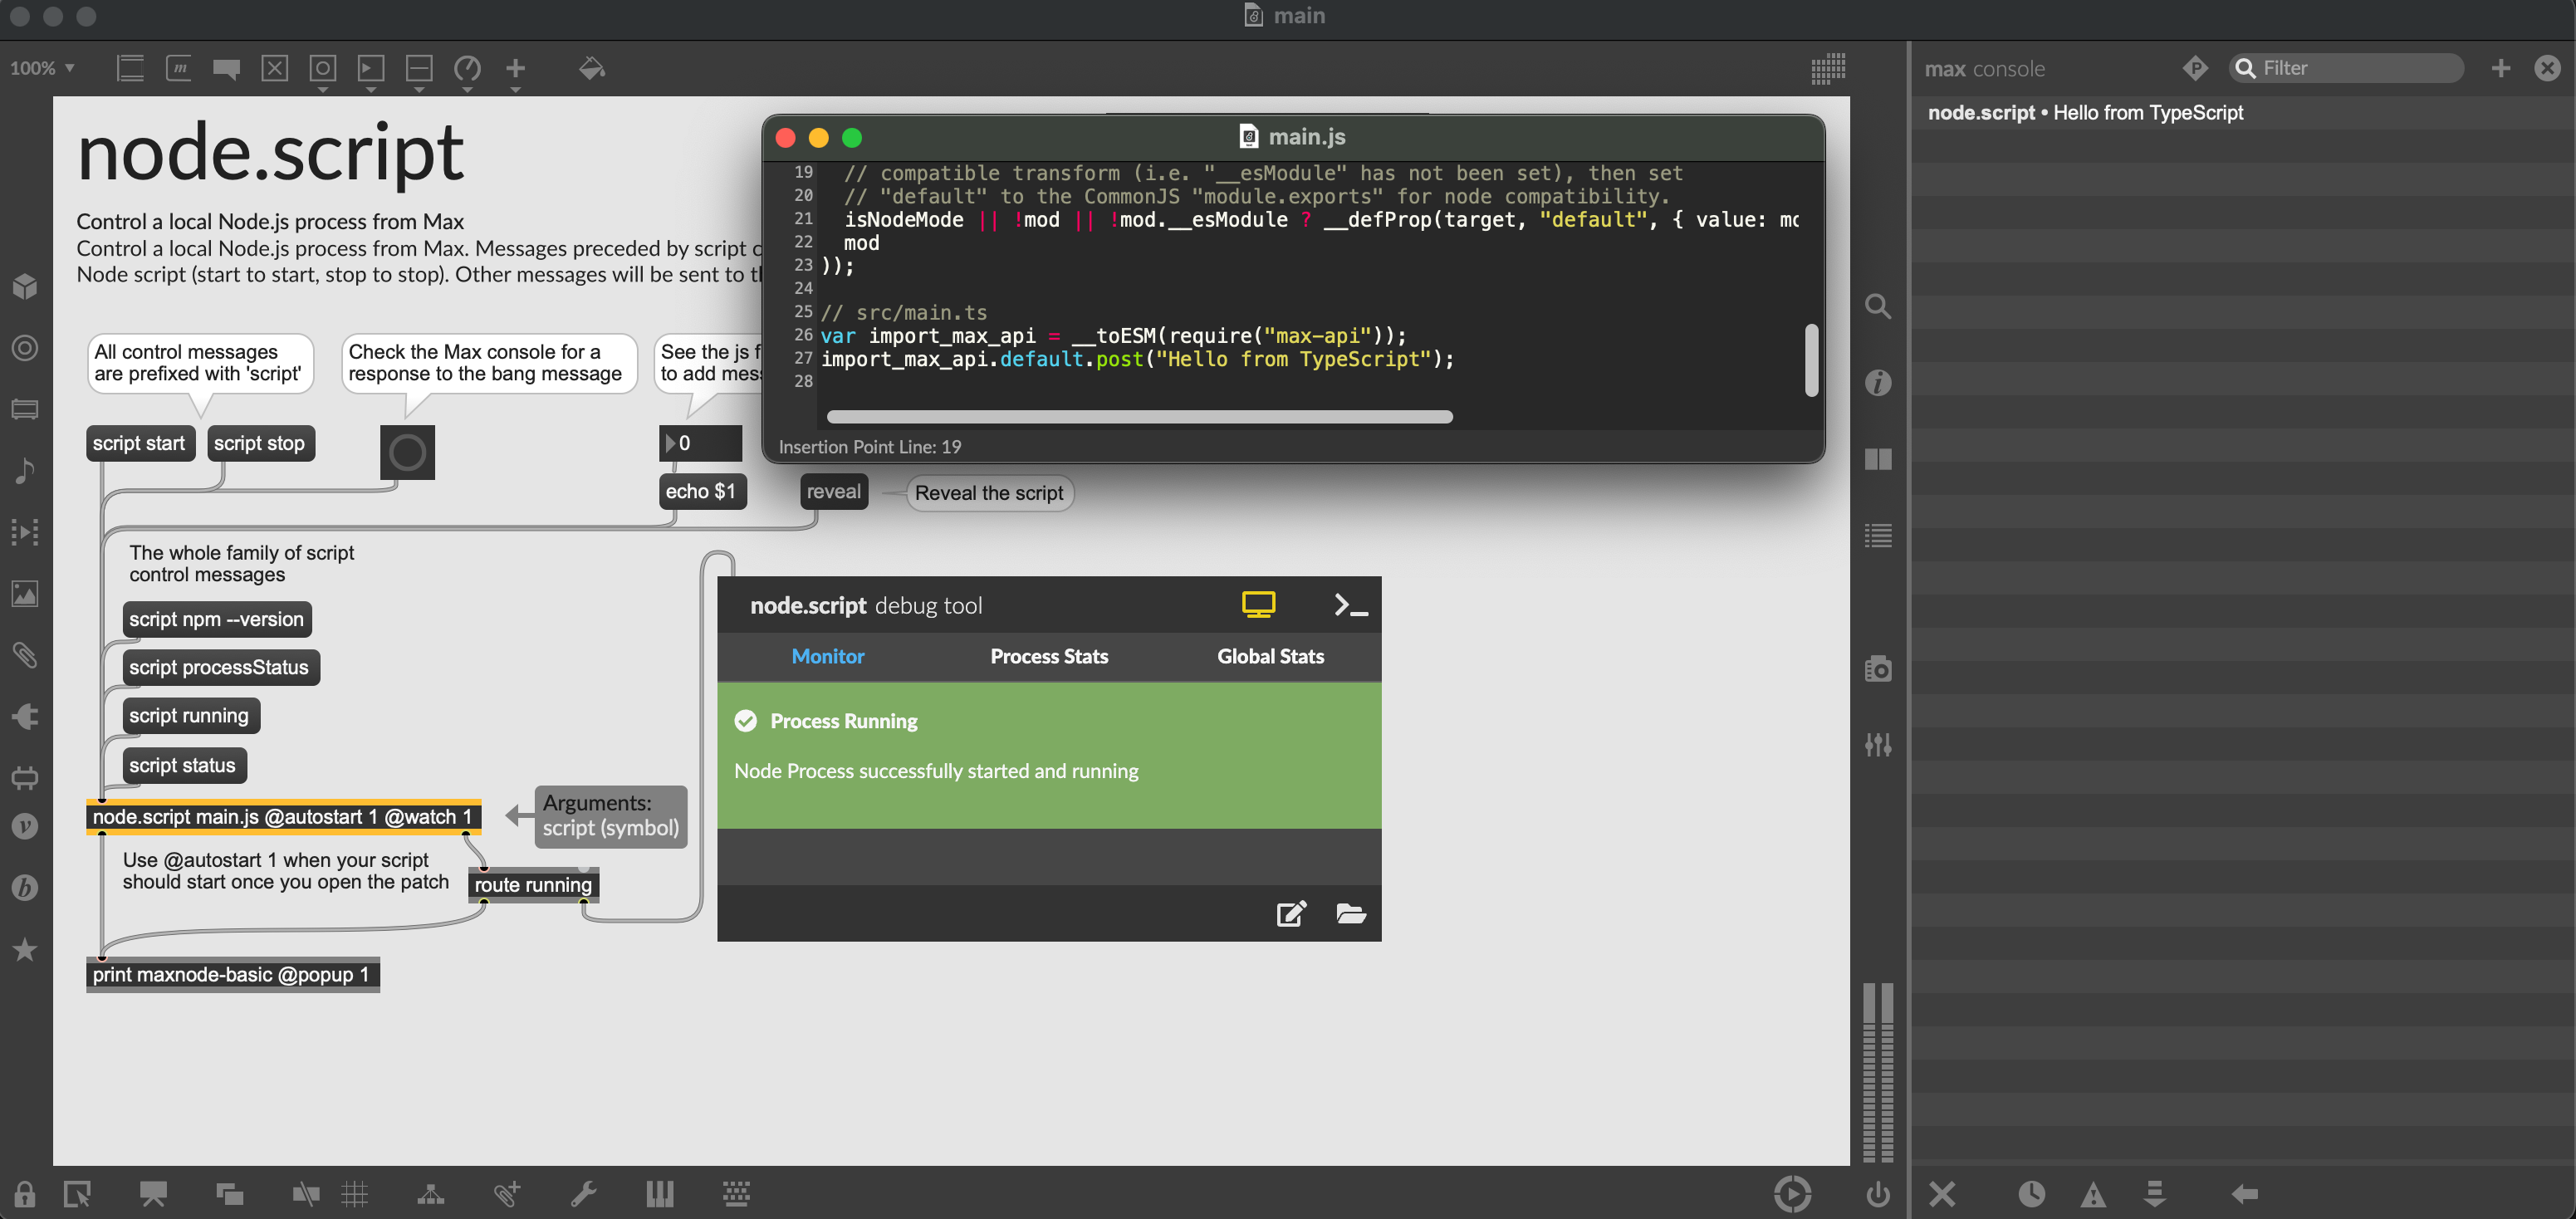 main
100%
max console
Filter
node.script • Hello from TypeScript
node.script
Control a local Node.js process from Max
Control a local Node.js process from Max. Messages preceded by script c
Node script (start to start, stop to stop). Other messages will be sent to t
main.js
19 // compatible transform (i.e. "__esModule" has not been set), then set
20 // "default" to the CommonJS "module.exports" for node compatibility.
21 isNodeMode || !mod || !mod.__esModule ? __defProp(target, "default", { value: mo
22 mod
23 ));
24
25 // src/main.ts
26 var import_max_api = __toESM(require("max-api"));
27 import_max_api.default.post("Hello from TypeScript");
28
Insertion Point Line: 19
All control messages
are prefixed with 'script'
Check the Max console for a
response to the bang message
See the js f
to add mes
script start
script stop
0
echo $1
reveal
Reveal the script
The whole family of script
control messages
script npm --version
script processStatus
script running
script status
node.script main.js @autostart 1 @watch 1
Arguments:
script (symbol)
Use @autostart 1 when your script
should start once you open the patch
route running
print maxnode-basic @popup 1
node.script debug tool
Monitor
Process Stats
Global Stats
Process Running
Node Process successfully started and running